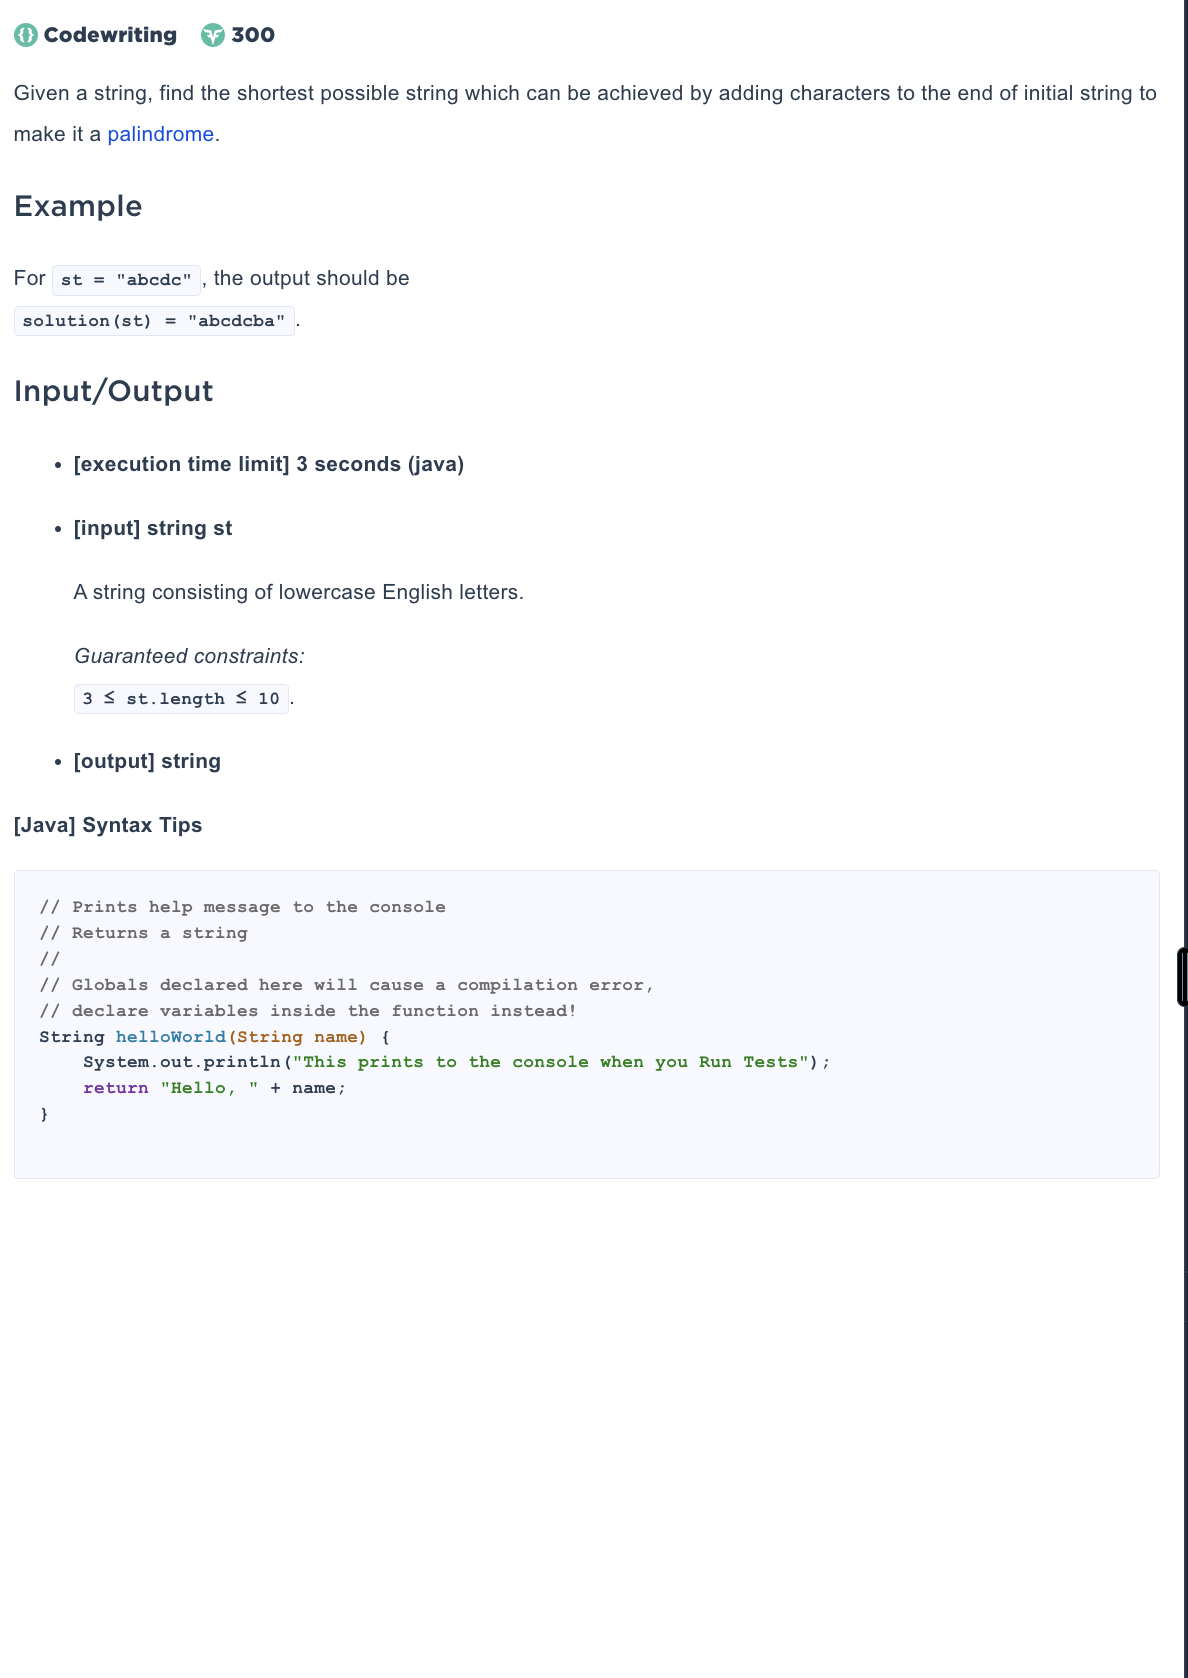 Codewriting 300
Given a string, find the shortest possible string which can be achieved by adding characters to the end of initial string to
make it a palindrome.
Example
For st = "abcdc" , the output should be
solution(st) = "abcdcba" .
Input/Output
• [execution time limit] 3 seconds (java)
• [input] string st
A string consisting of lowercase English letters.
Guaranteed constraints:
3 ≤ st.length ≤ 10 .
• [output] string
[Java] Syntax Tips
// Prints help message to the console
// Returns a string
//
// Globals declared here will cause a compilation error,
// declare variables inside the function instead!
String helloWorld(String name) {
    System.out.println("This prints to the console when you Run Tests");
    return "Hello, " + name;
}